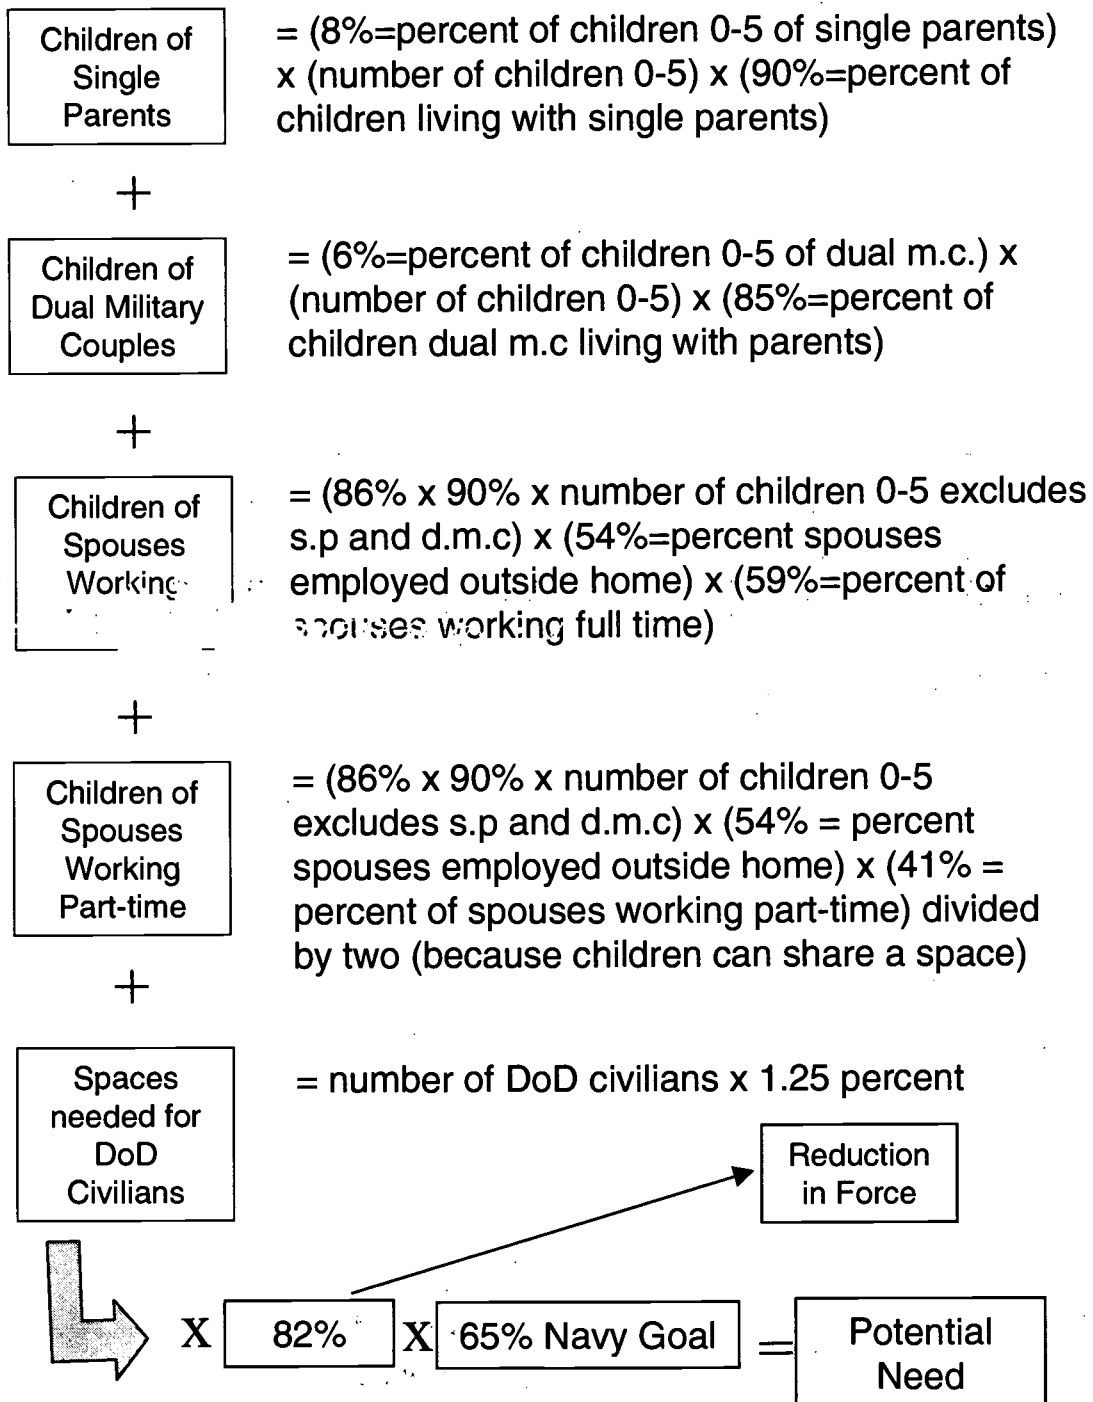 Children of
Single
Parents
= (8%=percent of children 0-5 of single parents)
x (number of children 0-5) x (90%=percent of
children living with single parents)
+
Children of
Dual Military
Couples
= (6%=percent of children 0-5 of dual m.c.) x
(number of children 0-5) x (85%=percent of
children dual m.c living with parents)
+
Children of
Spouses
Working
= (86% x 90% x number of children 0-5 excludes
s.p and d.m.c) x (54%=percent spouses
employed outside home) x (59%=percent of
spouses working full time)
+
Children of
Spouses
Working
Part-time
= (86% x 90% x number of children 0-5
excludes s.p and d.m.c) x (54% = percent
spouses employed outside home) x (41% =
percent of spouses working part-time) divided
by two (because children can share a space)
+
Spaces
needed for
DoD
Civilians
= number of DoD civilians x 1.25 percent
Reduction
in Force
X 82% X 65% Navy Goal = Potential
Need